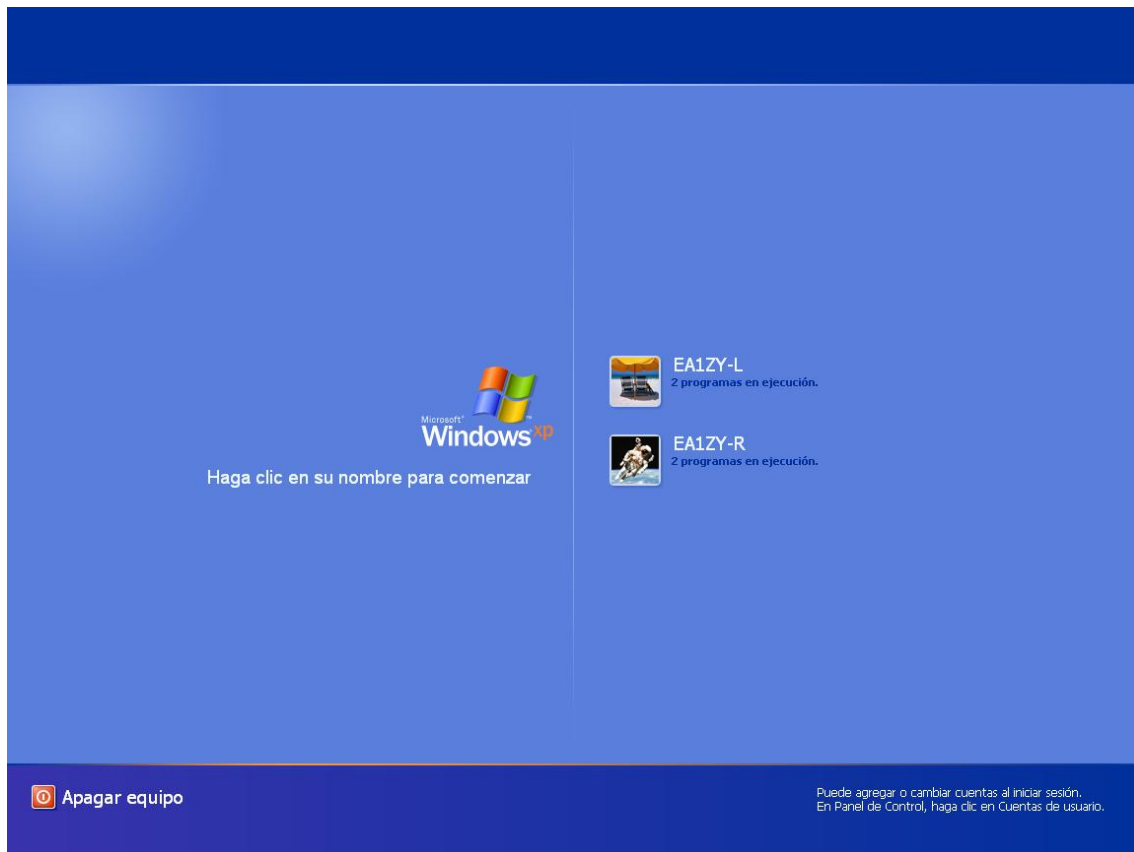 EA1ZY-L
2 programas en ejecución.
Microsoft®
Windows xp
EA1ZY-R
2 programas en ejecución.
Haga clic en su nombre para comenzar
Apagar equipo
Puede agregar o cambiar cuentas al iniciar sesión.
En Panel de Control, haga clic en Cuentas de usuario.